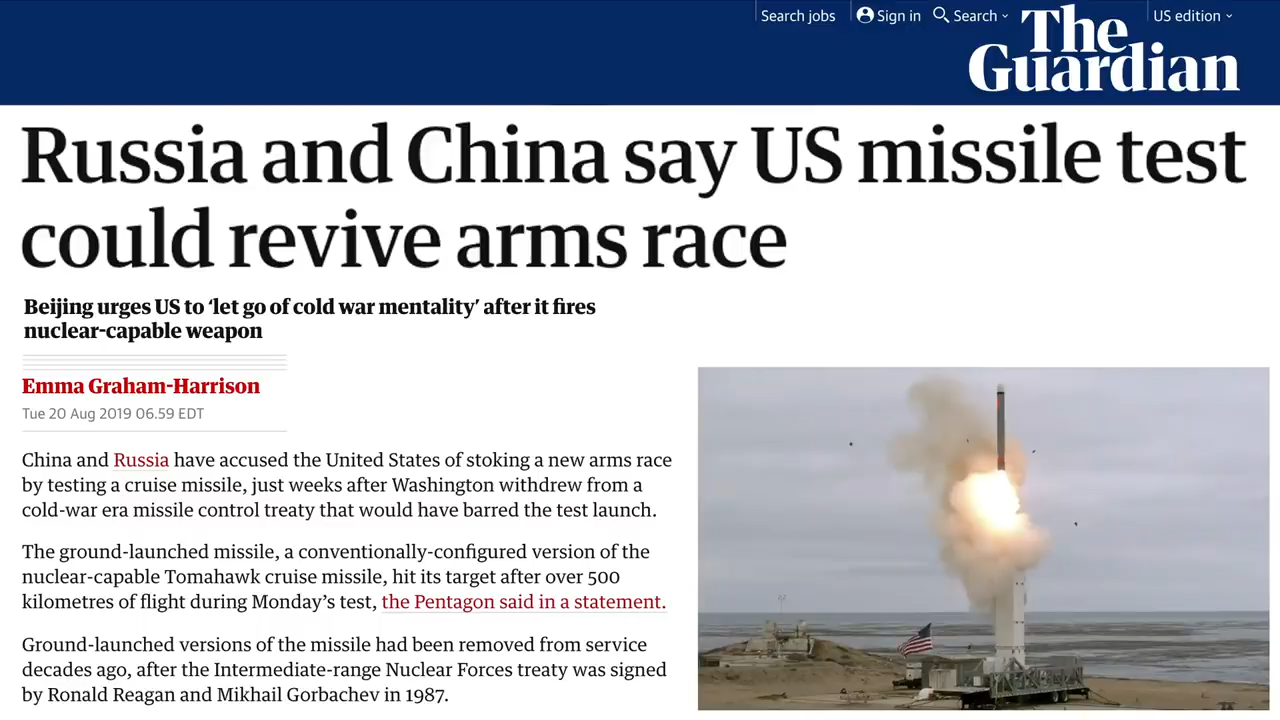 Search jobs
Sign in
Search
US edition
The
Guardian
Russia and China say US missile test
could revive arms race
Beijing urges US to ‘let go of cold war mentality’ after it fires
nuclear-capable weapon
Emma Graham-Harrison
Tue 20 Aug 2019 06.59 EDT
China and Russia have accused the United States of stoking a new arms race
by testing a cruise missile, just weeks after Washington withdrew from a
cold-war era missile control treaty that would have barred the test launch.
The ground-launched missile, a conventionally-configured version of the
nuclear-capable Tomahawk cruise missile, hit its target after over 500
kilometres of flight during Monday’s test, the Pentagon said in a statement.
Ground-launched versions of the missile had been removed from service
decades ago, after the Intermediate-range Nuclear Forces treaty was signed
by Ronald Reagan and Mikhail Gorbachev in 1987.